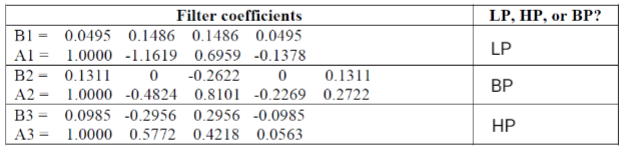 Filter coefficients LP, HP, or BP?
B1 = 0.0495 0.1486 0.1486 0.0495
A1 = 1.0000 -1.1619 0.6959 -0.1378
LP
B2 = 0.1311 0 -0.2622 0 0.1311
A2 = 1.0000 -0.4824 0.8101 -0.2269 0.2722
BP
B3 = 0.0985 -0.2956 0.2956 -0.0985
A3 = 1.0000 0.5772 0.4218 0.0563
HP